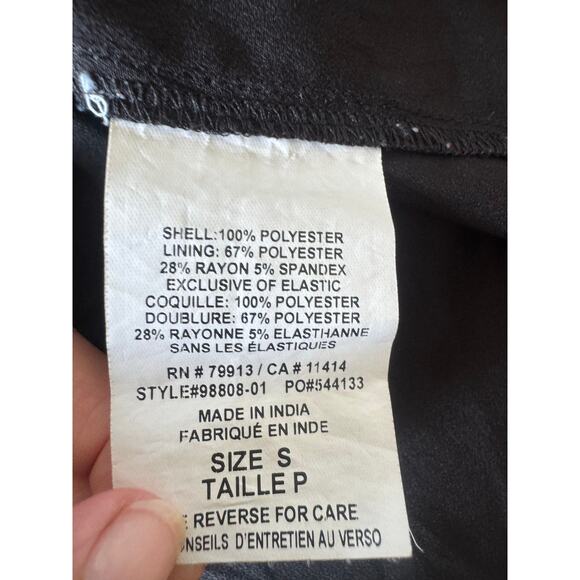 SHELL:100% POLYESTER
LINING: 67% POLYESTER
28% RAYON 5% SPANDEX
EXCLUSIVE OF ELASTIC
COQUILLE: 100% POLYESTER
DOUBLURE: 67% POLYESTER
28% RAYONNE 5% ELASTHANNE
SANS LES ÉLASTIQUES
RN # 79913 / CA # 11414
STYLE#98808-01 PO#544133
MADE IN INDIA
FABRIQUÉ EN INDE
SIZE S
TAILLE P
REVERSE FOR CARE
D'ENTRETIEN AU VERSO